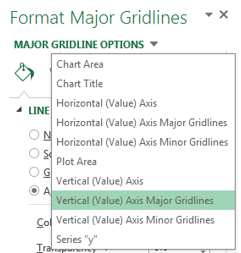 Format Major Gridlines
MAJOR GRIDLINE OPTIONS
Chart Area
Chart Title
LINE
Horizontal (Value) Axis
Horizontal (Value) Axis Major Gridlines
Horizontal (Value) Axis Minor Gridlines
Plot Area
Vertical (Value) Axis
Vertical (Value) Axis Major Gridlines
Vertical (Value) Axis Minor Gridlines
Series "y"